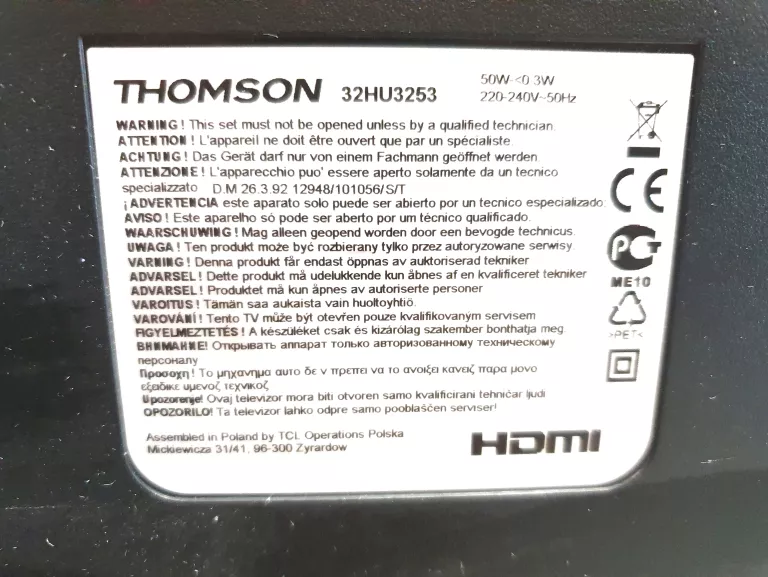 THOMSON 32HU3253
50W-<0.3W
220-240V~50Hz
WARNING! This set must not be opened unless by a qualified technician.
ATTENTION! L'appareil ne doit être ouvert que par un spécialiste.
ACHTUNG! Das Gerät darf nur von einem Fachmann geöffnet werden.
ATTENZIONE! L'apparecchio puo' essere aperto solamente da un tecnico
specializzato D.M 26.3.92 12948/101056/S/T
¡ADVERTENCIA este aparato solo puede ser abierto por un tecnico especializado:
AVISO! Este aparelho só pode ser aberto por um técnico qualificado.
WAARSCHUWING! Mag alleen geopend worden door een bevoegde technicus.
UWAGA! Ten produkt może być rozbierany tylko przez autoryzowane serwisy.
VARNING! Denna produkt får endast öppnas av auktoriserad tekniker
ADVARSEL! Dette produkt må udelukkende kun åbnes af en kvalificeret tekniker
ADVARSEL! Produktet må kun åpnes av autoriserte personer
VAROITUS! Tämän saa aukaista vain huoltoyhtiö.
VAROVÁNÍ! Tento TV může být otvřen pouze kvalifikovaným servisem
FIGYELMEZTETÉS! A készüléket csak és kizárólag szakember bonthatja meg.
ВНИМАНИЕ! Открывать аппарат только авторизованному техническому
персоналу
Προσοχη! Το μηχανημα αυτο δε ν πρεπει να το ανοιξει κανεiζ παρα μονο
εξειδικε υμενοζ τεχνικοζ
Upozorenje! Ovaj televizor mora biti otvoren samo kvalificirani tehničar ljudi
OPOZORILO! Ta televizor lahko odpre samo pooblaščen serviser!
Assembled in Poland by TCL Operations Polska
Mickiewicza 31/41, 96-300 Zyrardow
HDMI
CE
PCT
ME10
>PET<